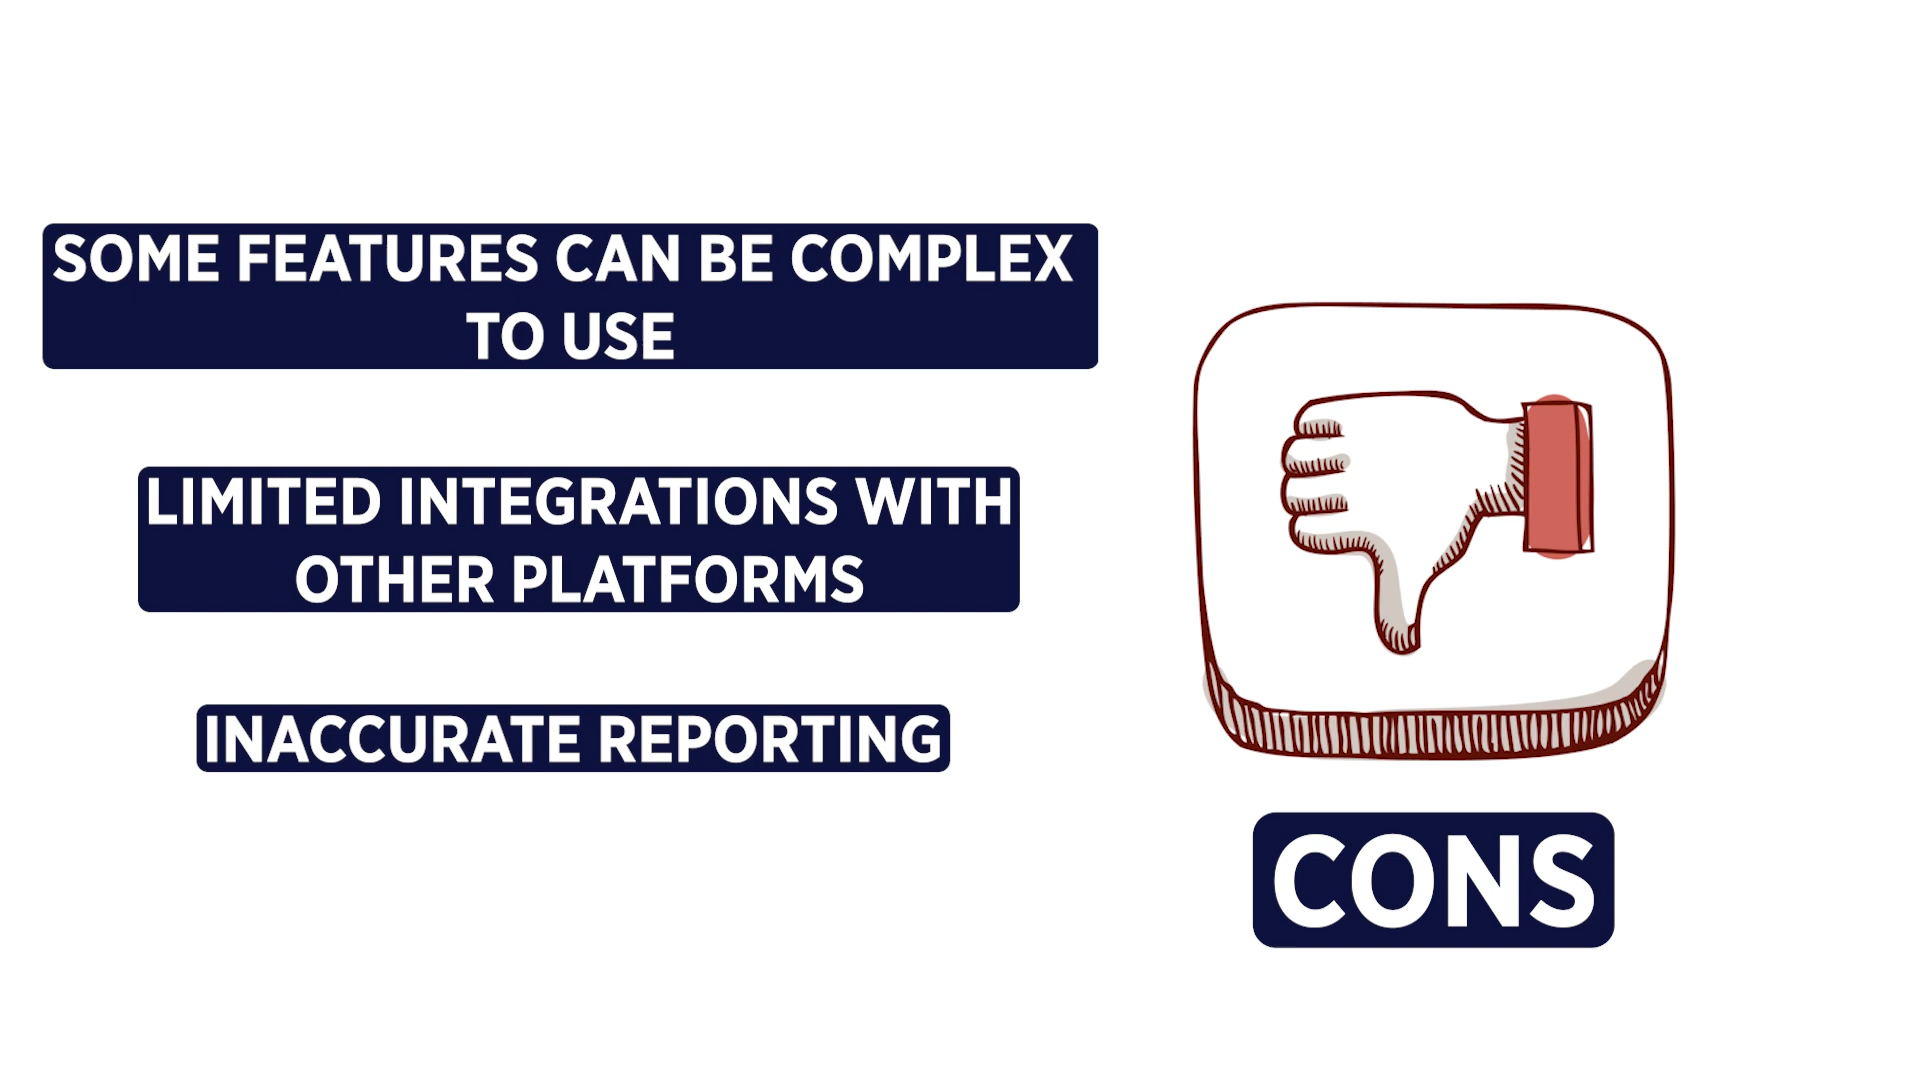 SOME FEATURES CAN BE COMPLEX
TO USE
LIMITED INTEGRATIONS WITH
OTHER PLATFORMS
INACCURATE REPORTING
CONS